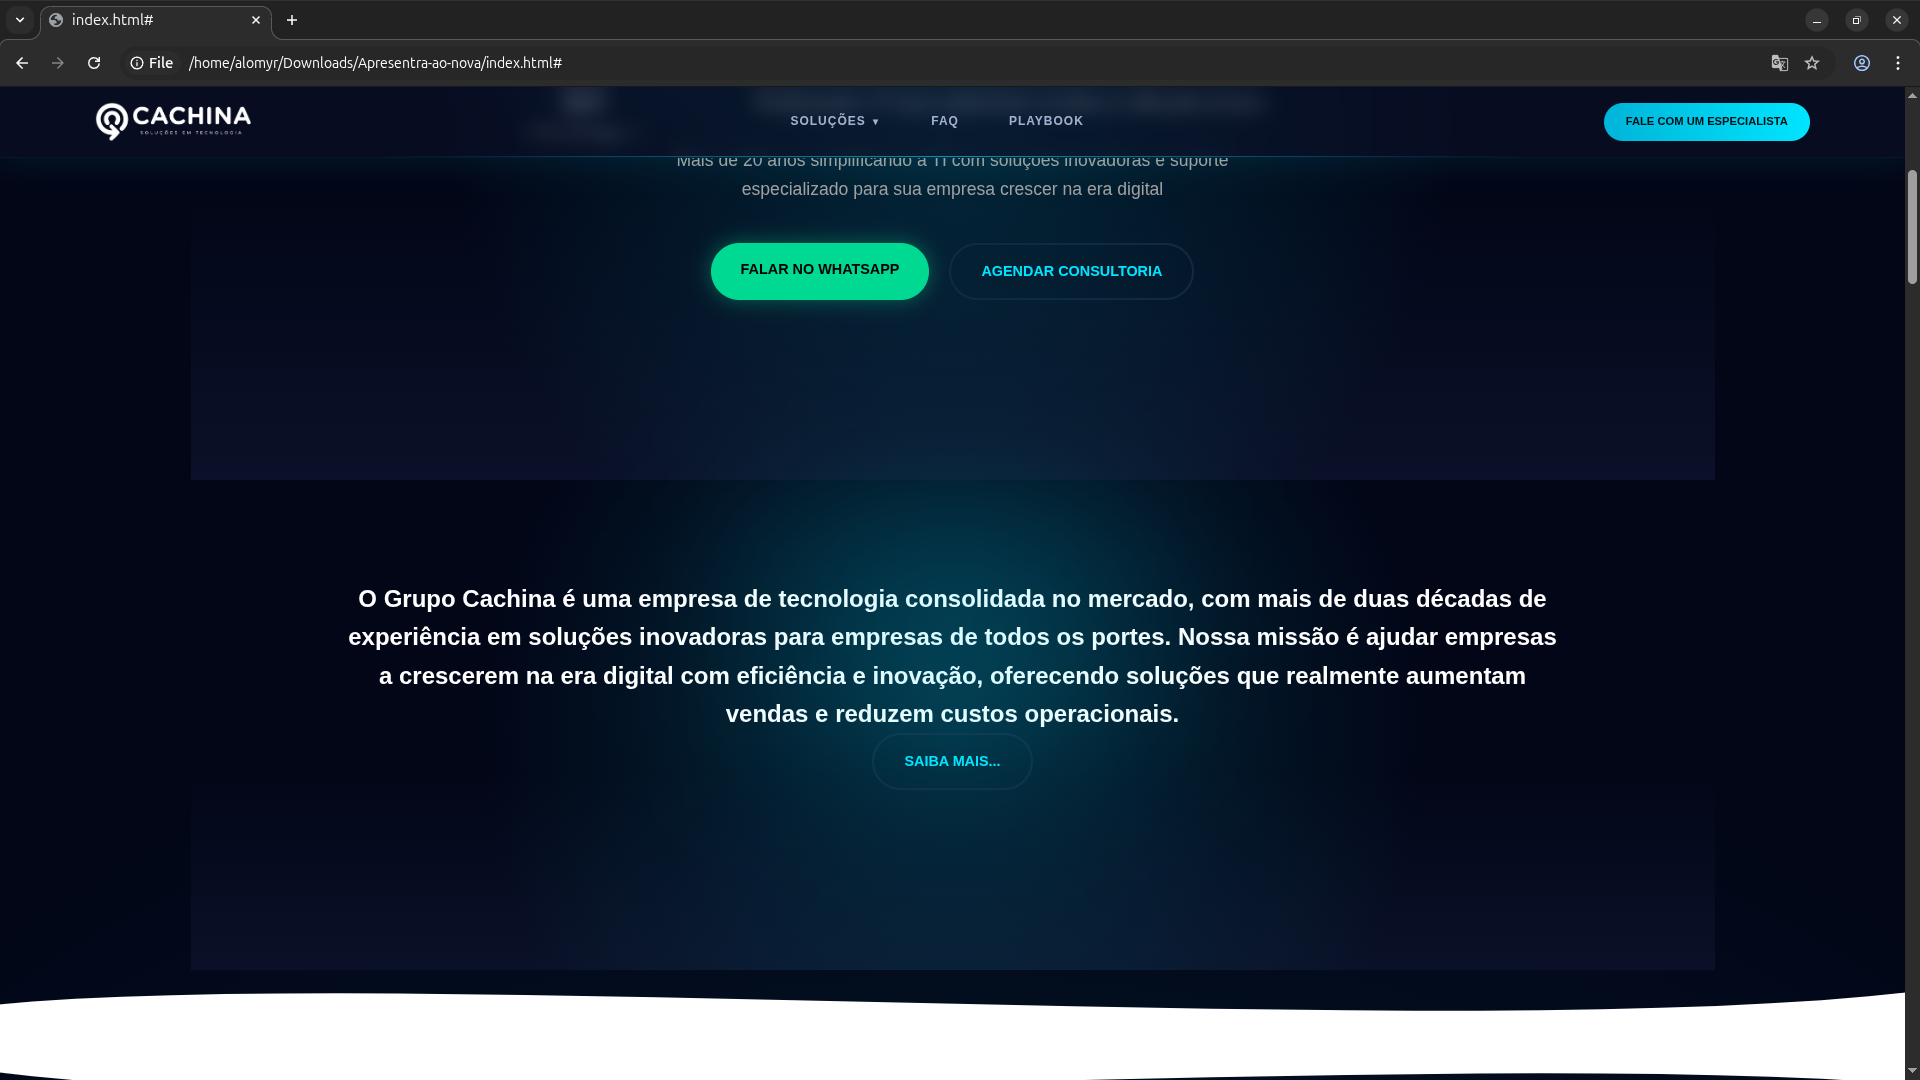 index.html#
File
/home/alomyr/Downloads/Apresentra-ao-nova/index.html#
CACHINA
SOLUÇÕES EM TECNOLOGIA
SOLUÇÕES ▼
FAQ
PLAYBOOK
FALE COM UM ESPECIALISTA
Mais de 20 anos simplificando a TI com soluções inovadoras e suporte
especializado para sua empresa crescer na era digital
FALAR NO WHATSAPP
AGENDAR CONSULTORIA
O Grupo Cachina é uma empresa de tecnologia consolidada no mercado, com mais de duas décadas de
experiência em soluções inovadoras para empresas de todos os portes. Nossa missão é ajudar empresas
a crescerem na era digital com eficiência e inovação, oferecendo soluções que realmente aumentam
vendas e reduzem custos operacionais.
SAIBA MAIS...